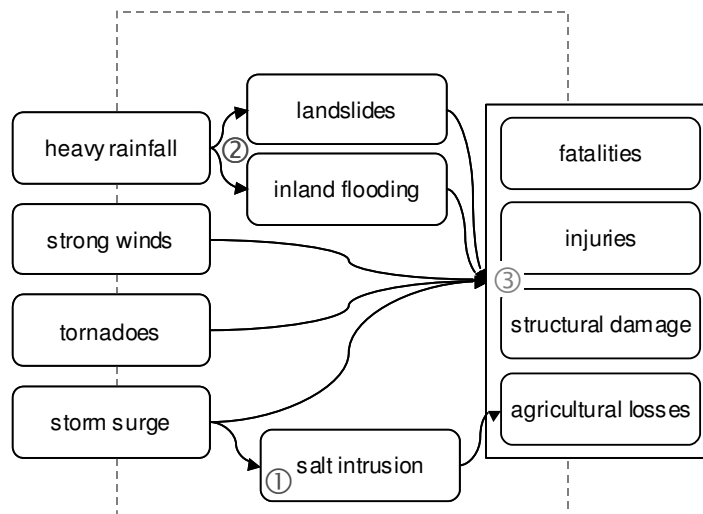 landslides
heavy rainfall
②
inland flooding
strong winds
tornadoes
storm surge
salt intrusion
①
fatalities
injuries
③
structural damage
agricultural losses